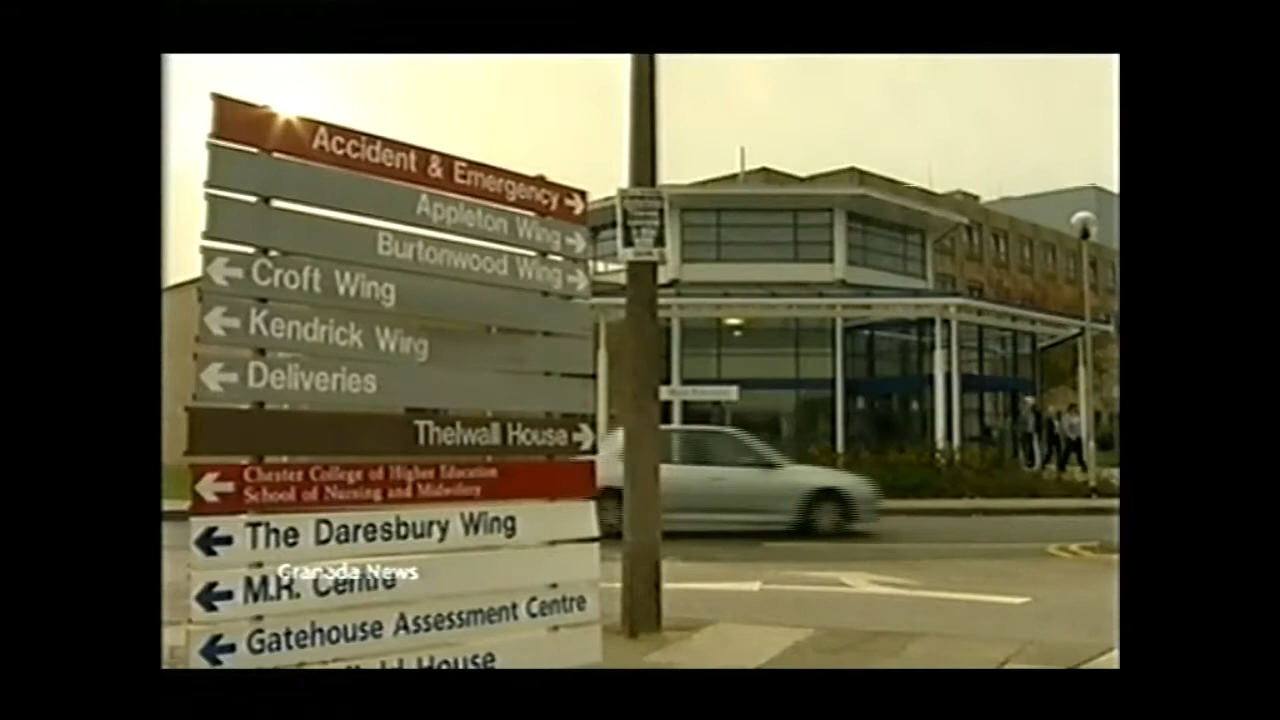 Accident & Emergency →
Appleton Wing →
Burtonwood Wing →
← Croft Wing
← Kendrick Wing
← Deliveries
Thelwall House →
← Chester College of Higher Education
School of Nursing and Midwifery
← The Daresbury Wing
Granada News
← M.R. Centre
← Gatehouse Assessment Centre
House